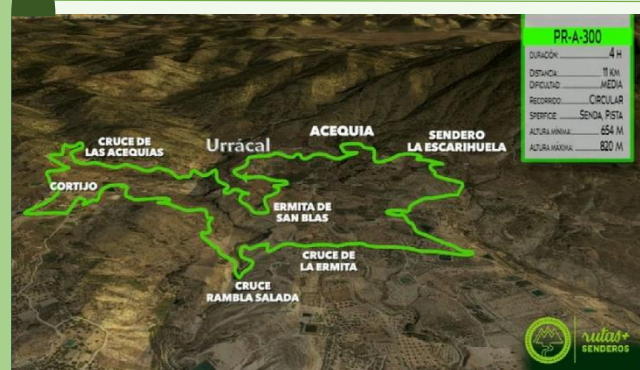 PR-A-300
DURACIÓN: 4 H
DISTANCIA: 11 KM
DIFICULTAD: MEDIA
RECORRIDO: CIRCULAR
SPERFICIE: SENDA, PISTA
ALTURA MÍNIMA: 654 M
ALTURA MÁXIMA: 820 M
CRUCE DE
LAS ACEQUIAS
Urrácal
ACEQUIA
SENDERO
LA ESCARIHUELA
CORTIJO
ERMITA DE
SAN BLAS
CRUCE DE
LA ERMITA
CRUCE
RAMBLA SALADA
rutas+
SENDEROS